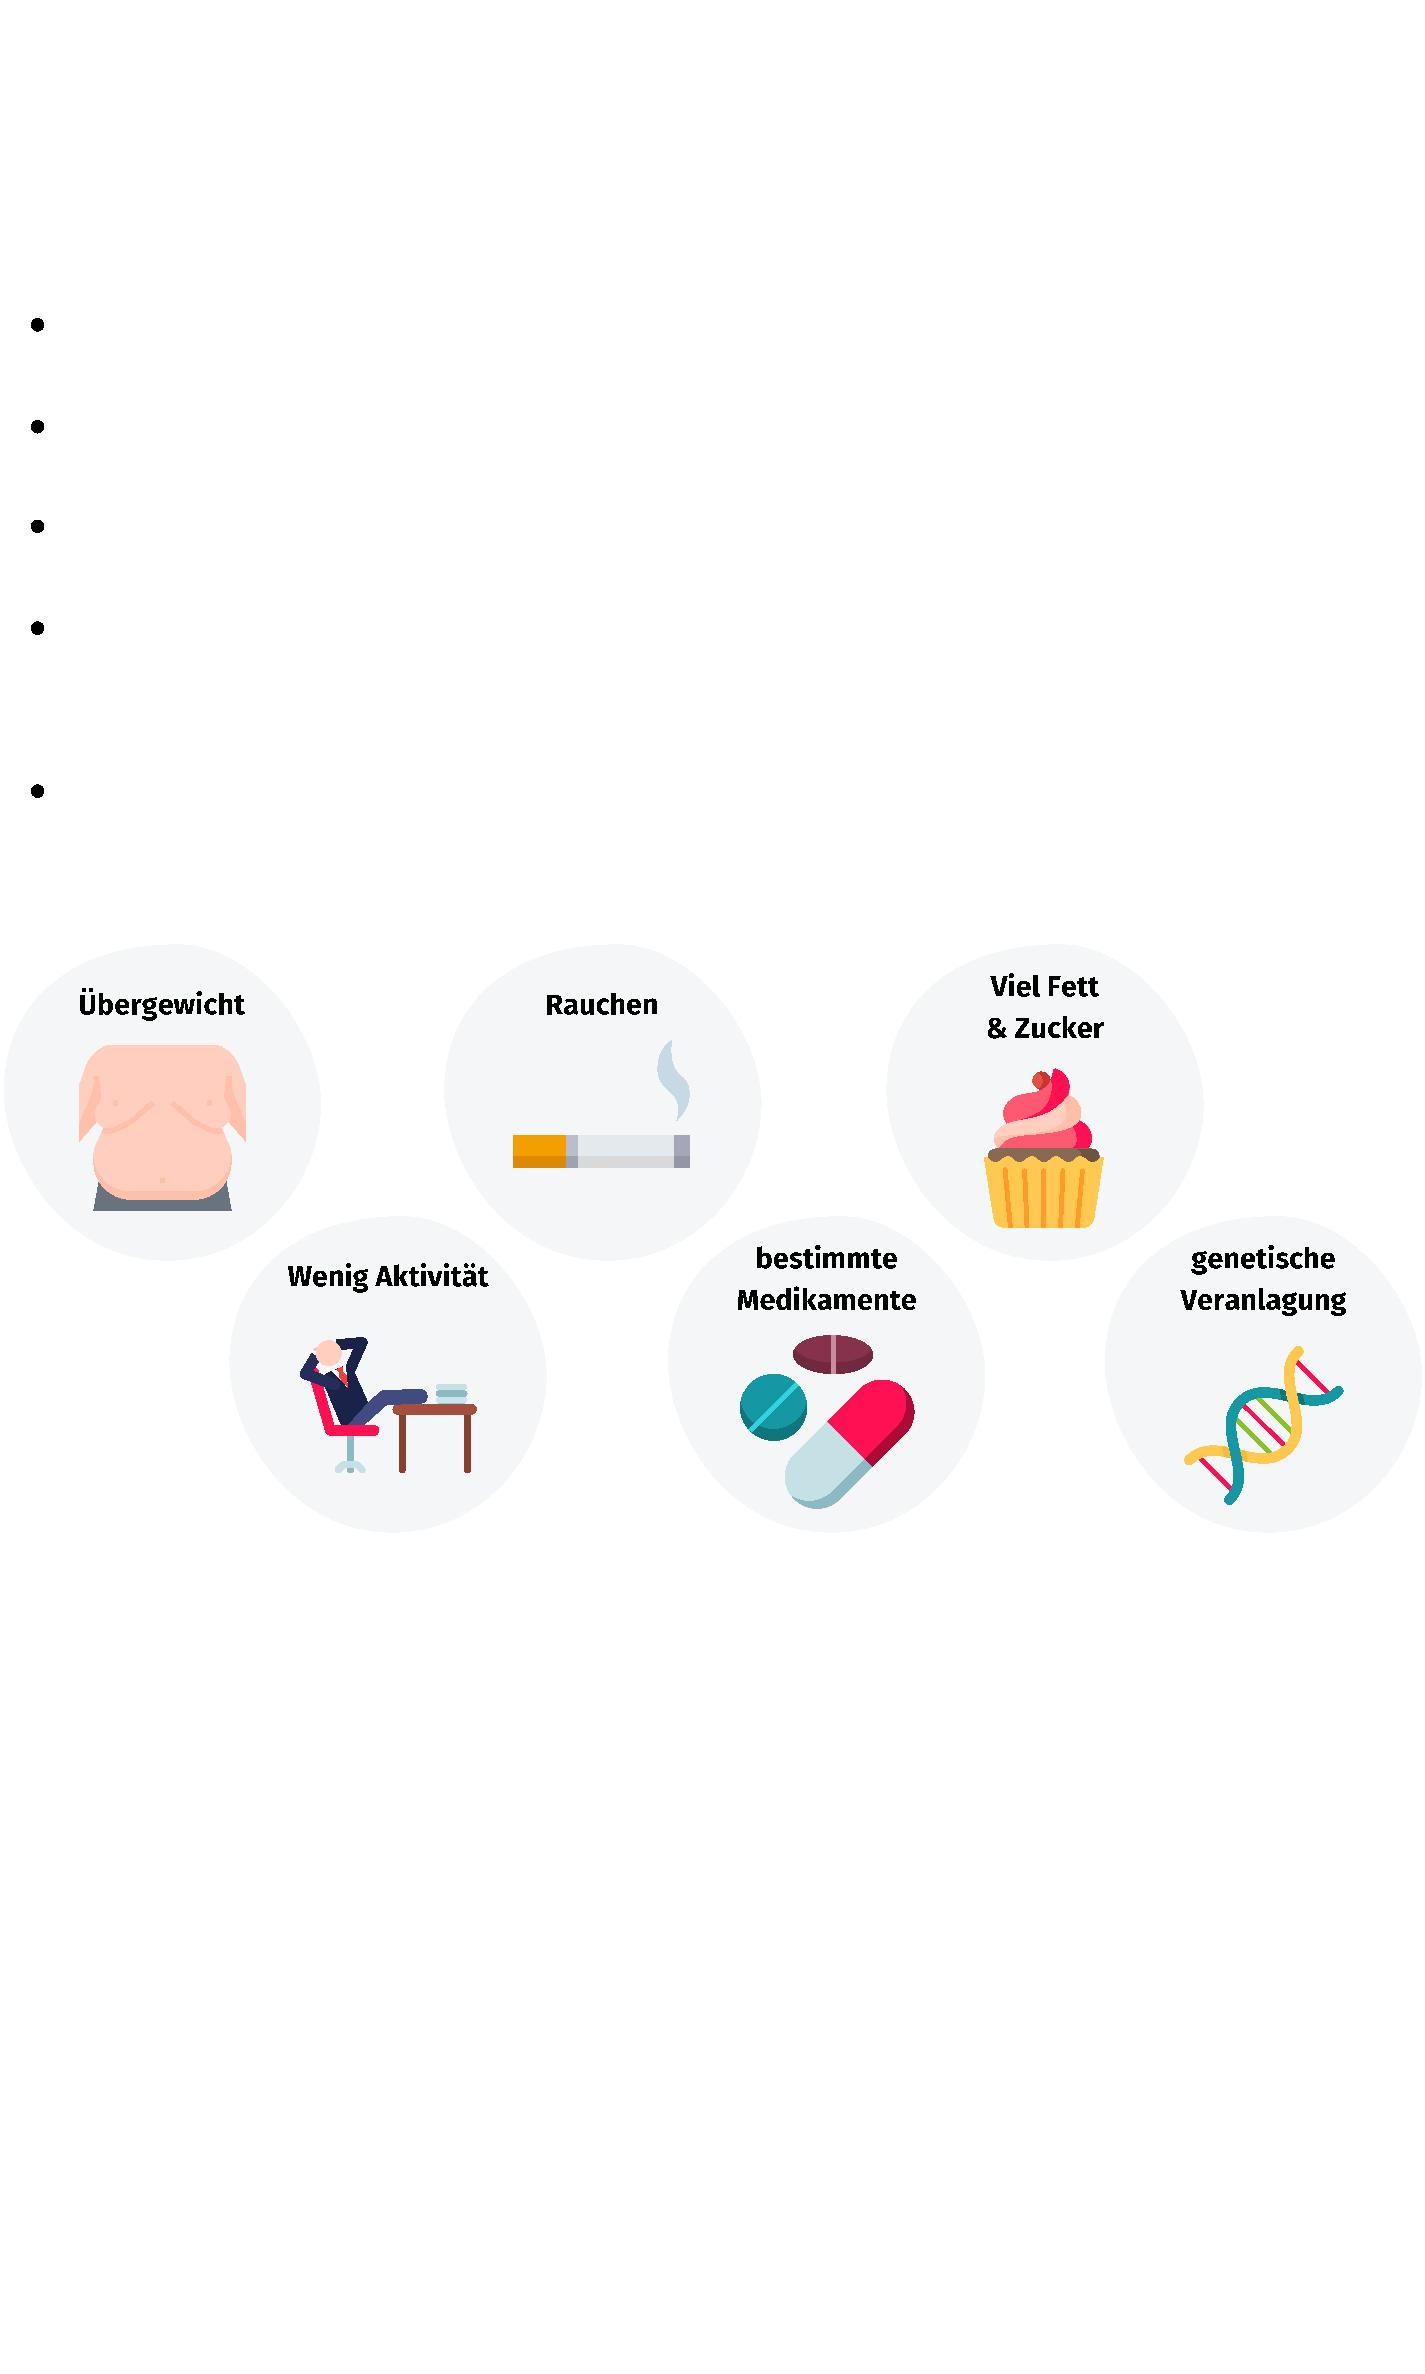 Übergewicht
Rauchen
Viel Fett
& Zucker
Wenig Aktivität
bestimmte
Medikamente
genetische
Veranlagung